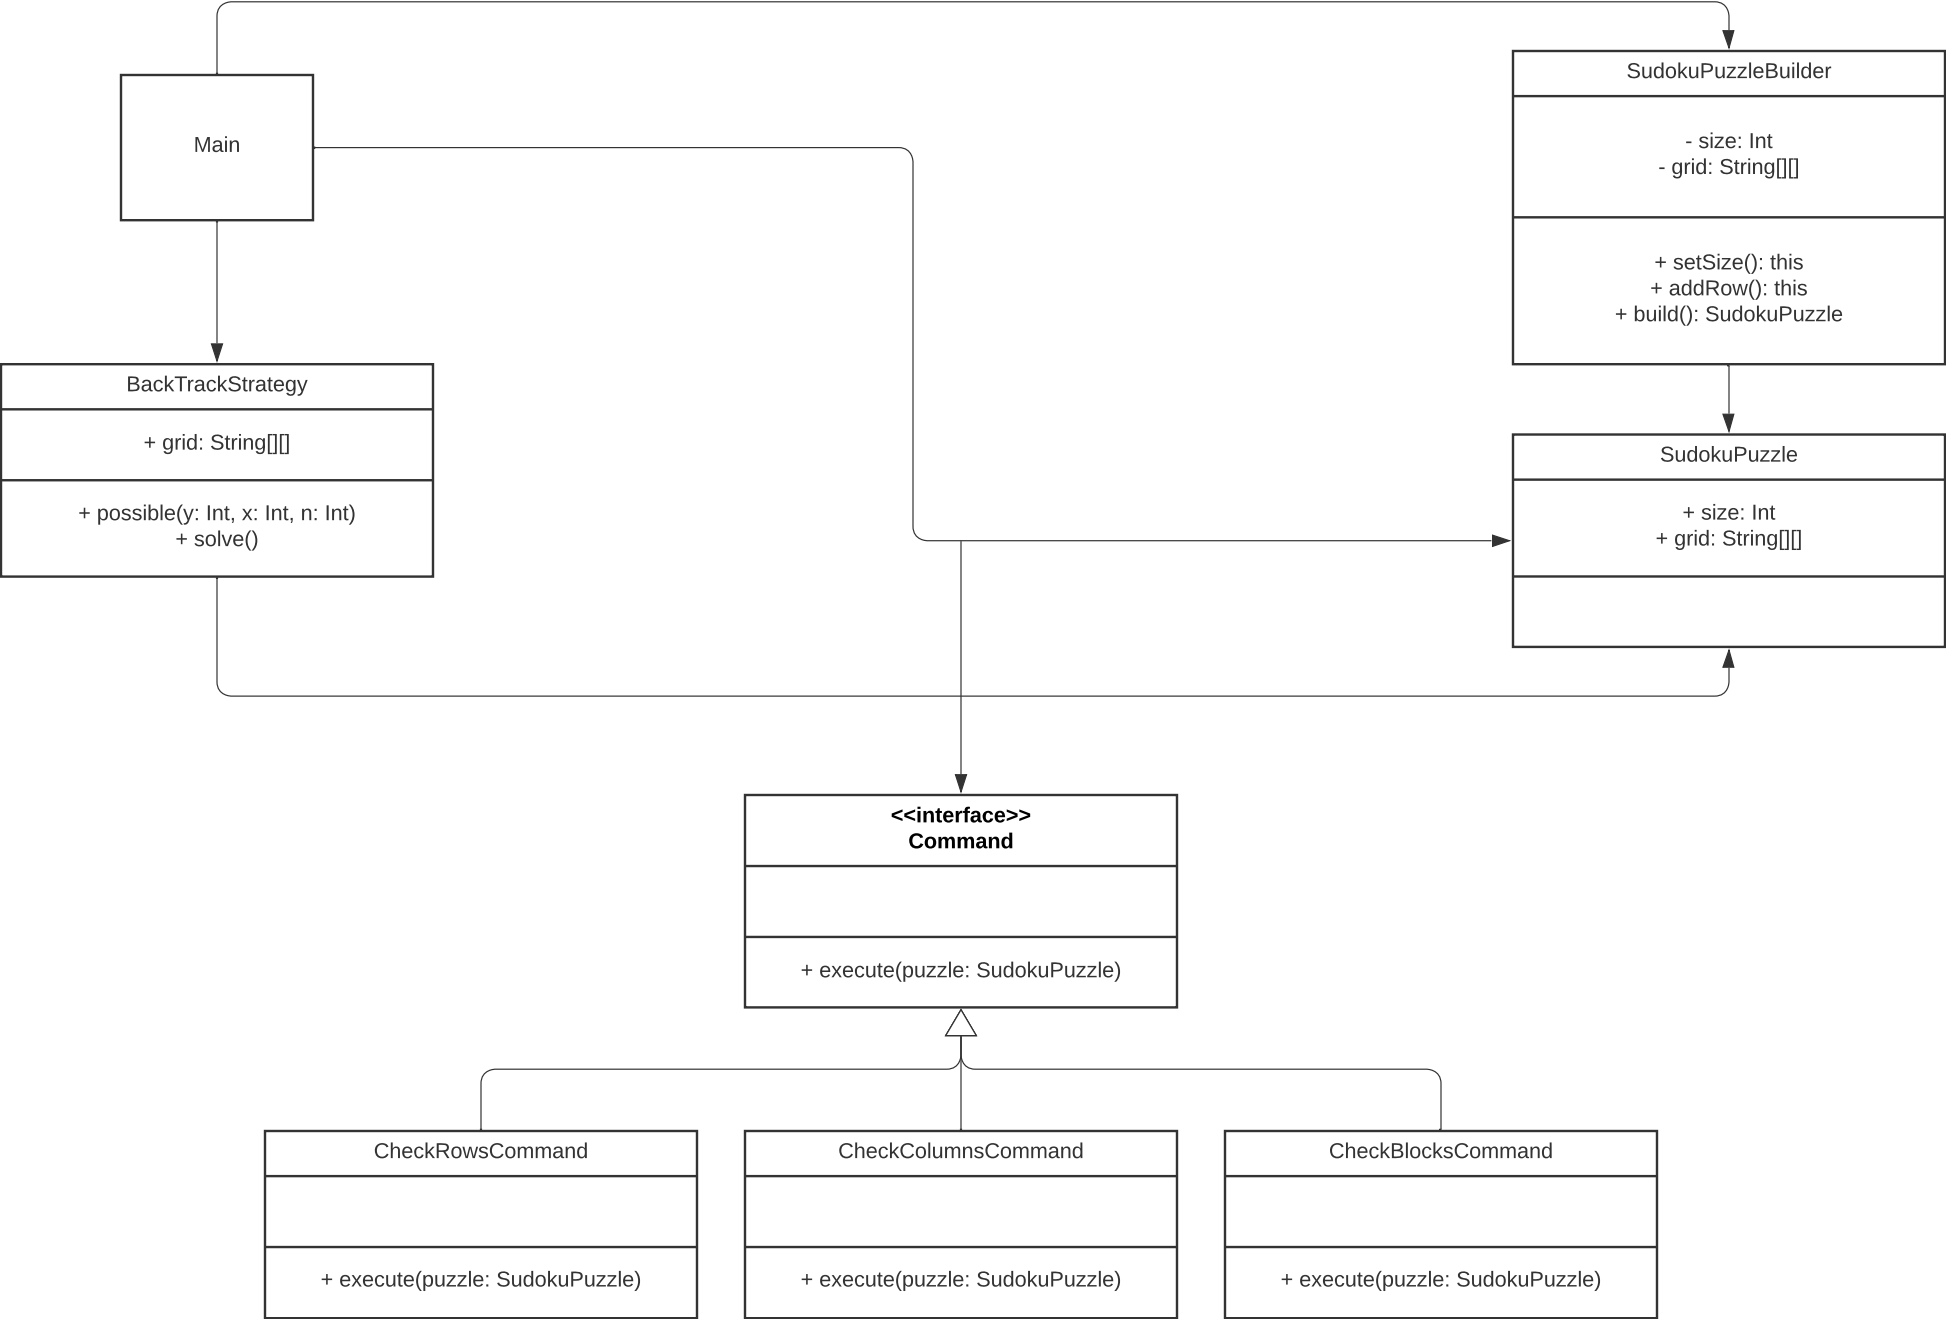 Main
SudokuPuzzleBuilder
- size: Int
- grid: String[][]
+ setSize(): this
+ addRow(): this
+ build(): SudokuPuzzle
BackTrackStrategy
+ grid: String[][]
+ possible(y: Int, x: Int, n: Int)
+ solve()
SudokuPuzzle
+ size: Int
+ grid: String[][]
<<interface>>
Command
+ execute(puzzle: SudokuPuzzle)
CheckRowsCommand
+ execute(puzzle: SudokuPuzzle)
CheckColumnsCommand
+ execute(puzzle: SudokuPuzzle)
CheckBlocksCommand
+ execute(puzzle: SudokuPuzzle)